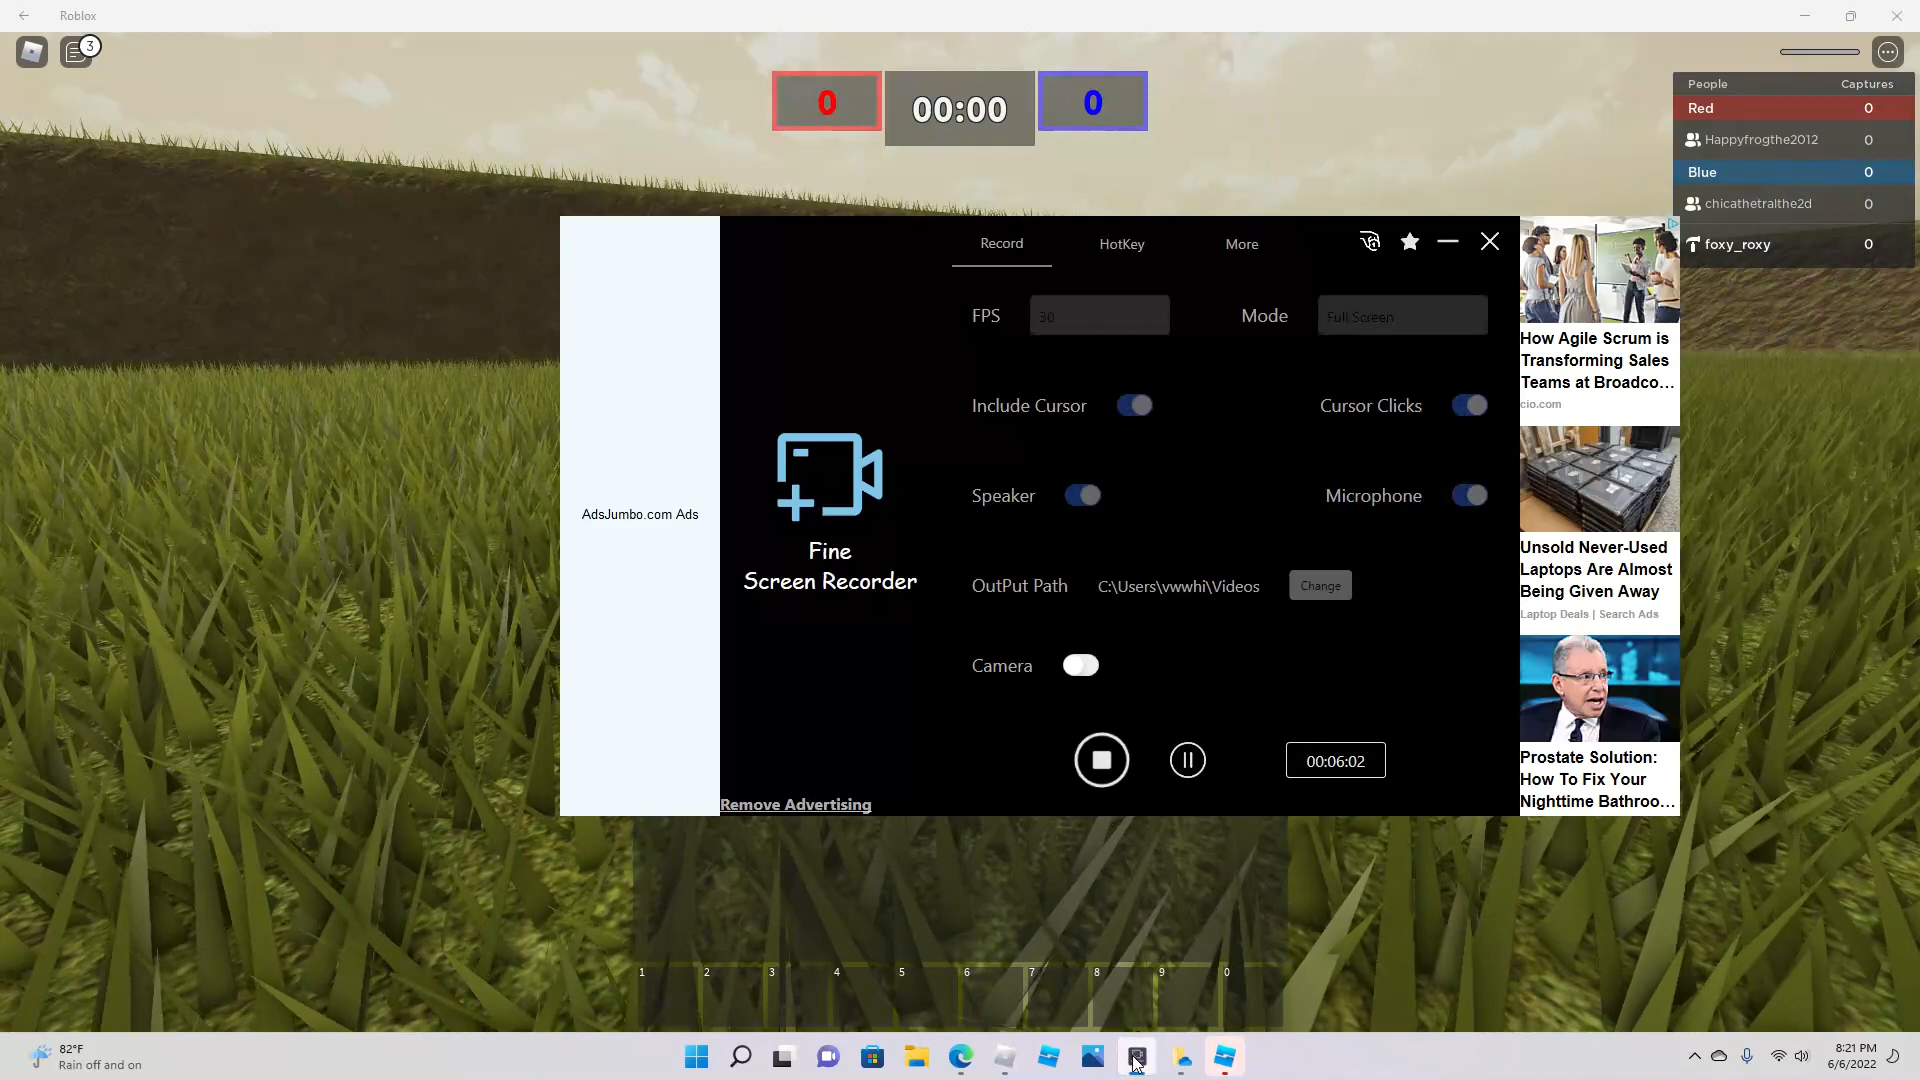 Roblox
3
0
00:00
0
People Captures
Red 0
Happyfrogthe2012 0
Blue 0
chicathetralthe2d 0
foxy_roxy 0
Record HotKey More
FPS 30 Mode Full Screen
Include Cursor Cursor Clicks
Speaker Microphone
OutPut Path C:\Users\vwwhi\Videos Change
Camera
00:06:02
AdsJumbo.com Ads
Fine
Screen Recorder
Remove Advertising
How Agile Scrum is
Transforming Sales
Teams at Broadco...
cio.com
Unsold Never-Used
Laptops Are Almost
Being Given Away
Laptop Deals | Search Ads
Prostate Solution:
How To Fix Your
Nighttime Bathroo...
1 2 3 4 5 6 7 8 9 0
82°F
Rain off and on
8:21 PM
6/6/2022